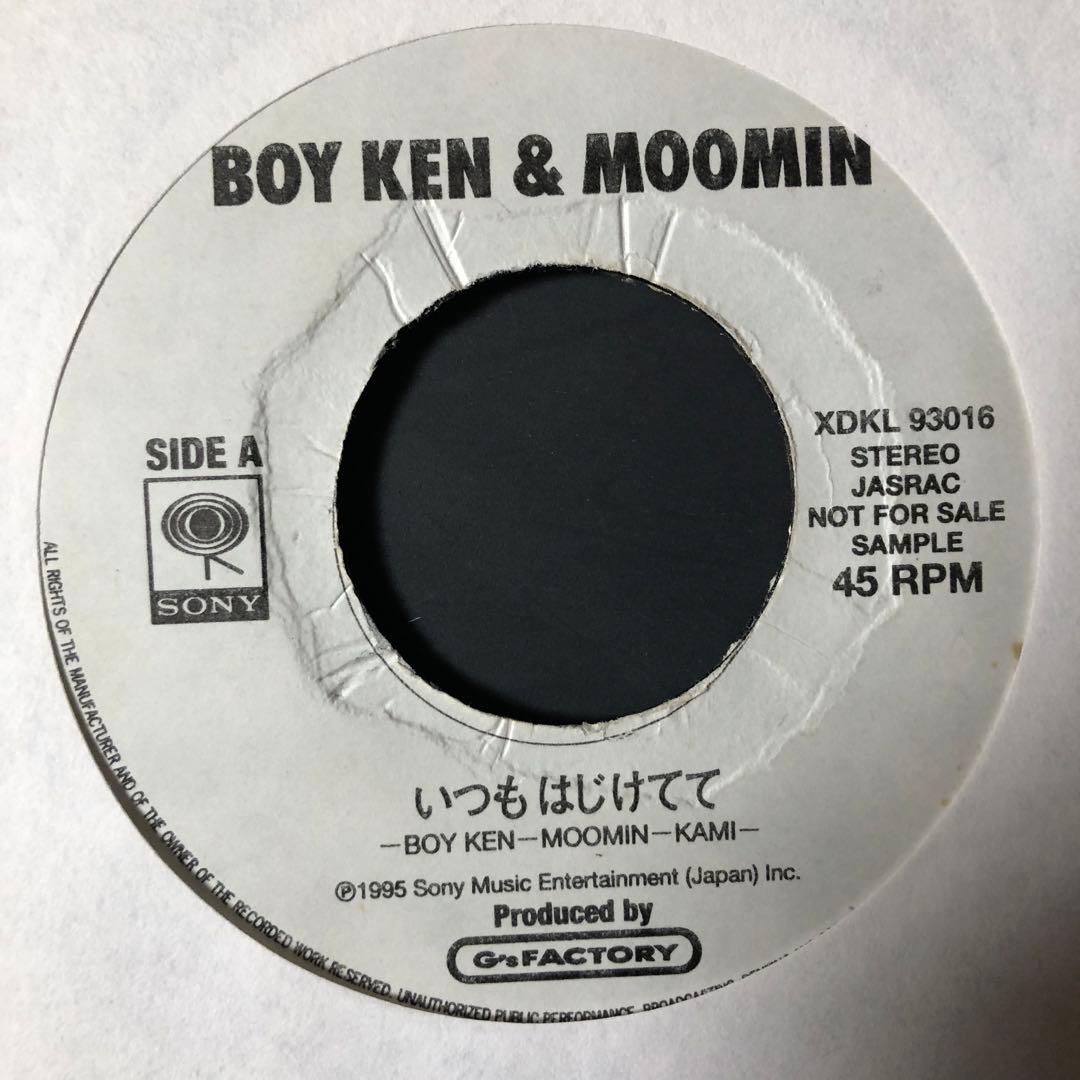 BOY KEN & MOOMIN
SIDE A
SONY
XDKL 93016
STEREO
JASRAC
NOT FOR SALE
SAMPLE
45 RPM
いつも はじけてて
-BOY KEN-MOOMIN-KAMI-
Ⓟ1995 Sony Music Entertainment (Japan) Inc.
Produced by
G's FACTORY
ALL RIGHTS OF THE MANUFACTURER AND OF THE OWNER OF THE RECORDED WORK RESERVED. UNAUTHORIZED PUBLIC PERFORMANCE, BROADCASTING